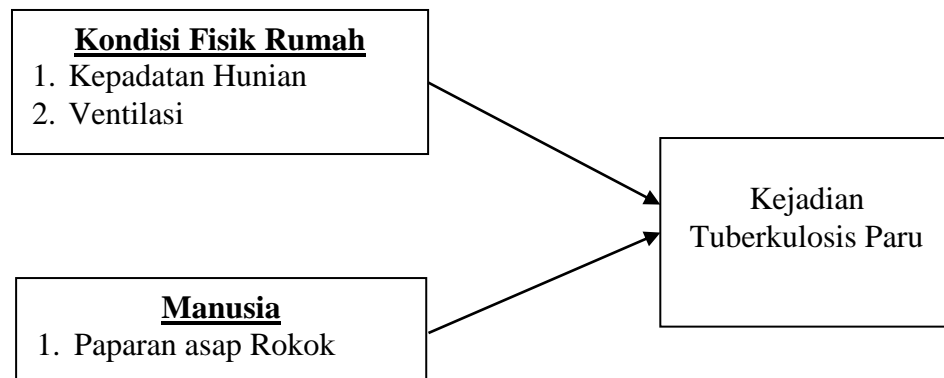 Kondisi Fisik Rumah
1. Kepadatan Hunian
2. Ventilasi
Kejadian
Tuberkulosis Paru
Manusia
1. Paparan asap Rokok